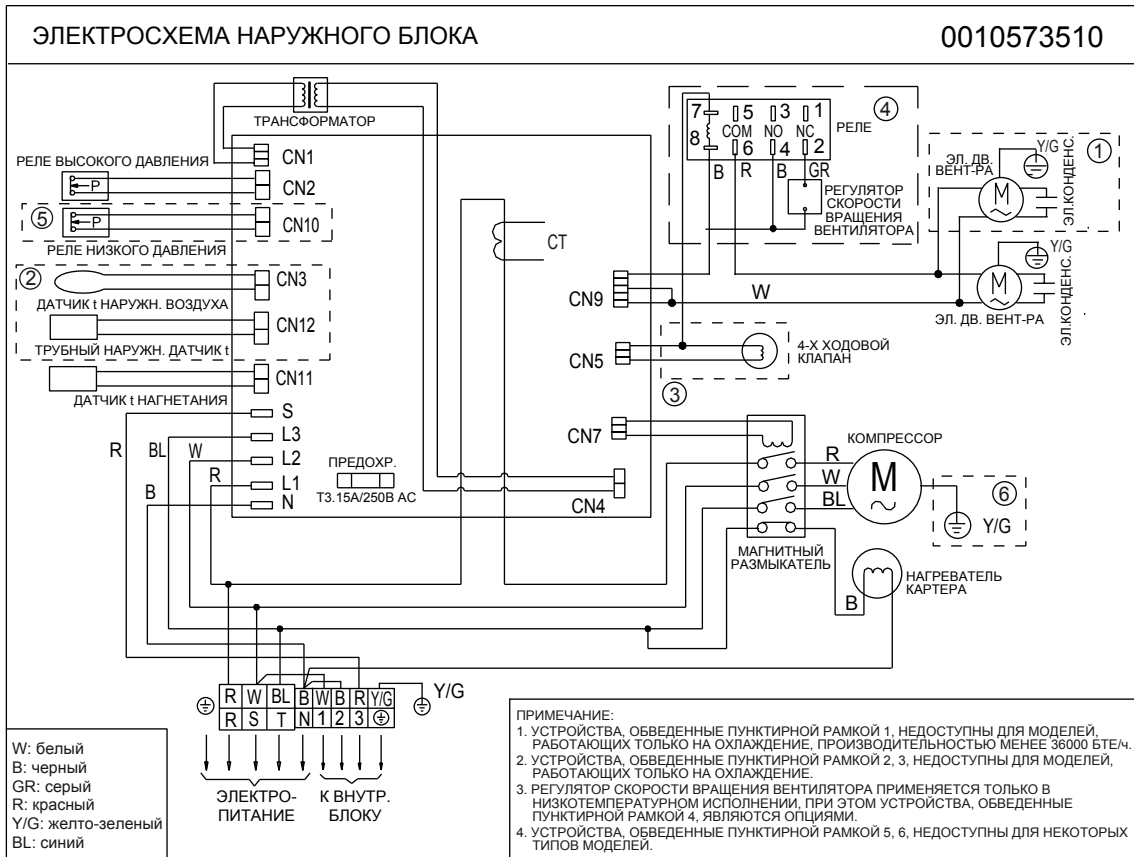 ЭЛЕКТРОСХЕМА НАРУЖНОГО БЛОКА
0010573510
ТРАНСФОРМАТОР
РЕЛЕ ВЫСОКОГО ДАВЛЕНИЯ
P
CN1
CN2
5
P
CN10
РЕЛЕ НИЗКОГО ДАВЛЕНИЯ
2
CN3
ДАТЧИК t НАРУЖН. ВОЗДУХА
CN12
ТРУБНЫЙ НАРУЖН. ДАТЧИК t
CN11
ДАТЧИК t НАГНЕТАНИЯ
S
L3
L2
L1
N
R
BL
W
R
B
ПРЕДОХР.
T3.15A/250B AC
CT
CN9
CN5
CN7
CN4
7 5 3 1
COM NO NC
8 6 4 2
РЕЛЕ
4
B R B GR
РЕГУЛЯТОР
СКОРОСТИ
ВРАЩЕНИЯ
ВЕНТИЛЯТОРА
W
1
Y/G
ЭЛ. ДВ.
ВЕНТ-РА
M
ЭЛ.КОНДЕНС.
Y/G
M
ЭЛ. ДВ. ВЕНТ-РА
ЭЛ.КОНДЕНС.
4-Х ХОДОВОЙ
КЛАПАН
3
КОМПРЕССОР
R
W
BL
M
6
Y/G
МАГНИТНЫЙ
РАЗМЫКАТЕЛЬ
B
НАГРЕВАТЕЛЬ
КАРТЕРА
R W BL B W B R Y/G
R S T N 1 2 3
Y/G
ЭЛЕКТРО-
ПИТАНИЕ
К ВНУТР.
БЛОКУ
W: белый
B: черный
GR: серый
R: красный
Y/G: желто-зеленый
BL: синий
ПРИМЕЧАНИЕ:
1. УСТРОЙСТВА, ОБВЕДЕННЫЕ ПУНКТИРНОЙ РАМКОЙ 1, НЕДОСТУПНЫ ДЛЯ МОДЕЛЕЙ,
РАБОТАЮЩИХ ТОЛЬКО НА ОХЛАЖДЕНИЕ, ПРОИЗВОДИТЕЛЬНОСТЬЮ МЕНЕЕ 36000 БТЕ/ч.
2. УСТРОЙСТВА, ОБВЕДЕННЫЕ ПУНКТИРНОЙ РАМКОЙ 2, 3, НЕДОСТУПНЫ ДЛЯ МОДЕЛЕЙ,
РАБОТАЮЩИХ ТОЛЬКО НА ОХЛАЖДЕНИЕ.
3. РЕГУЛЯТОР СКОРОСТИ ВРАЩЕНИЯ ВЕНТИЛЯТОРА ПРИМЕНЯЕТСЯ ТОЛЬКО В
НИЗКОТЕМПЕРАТУРНОМ ИСПОЛНЕНИИ, ПРИ ЭТОМ УСТРОЙСТВА, ОБВЕДЕННЫЕ
ПУНКТИРНОЙ РАМКОЙ 4, ЯВЛЯЮТСЯ ОПЦИЯМИ.
4. УСТРОЙСТВА, ОБВЕДЕННЫЕ ПУНКТИРНОЙ РАМКОЙ 5, 6, НЕДОСТУПНЫ ДЛЯ НЕКОТОРЫХ
ТИПОВ МОДЕЛЕЙ.